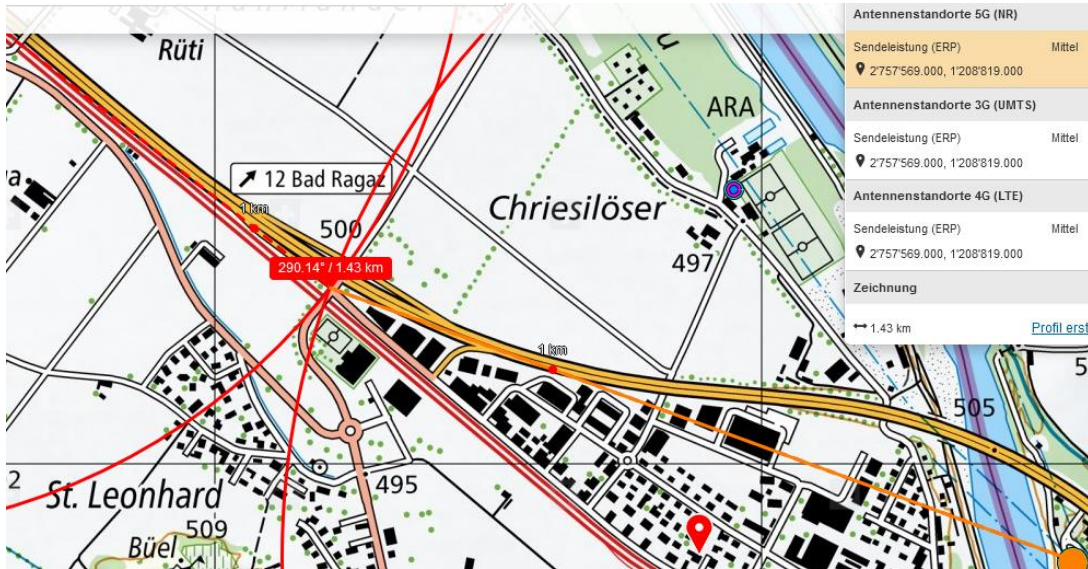 Antennenstandorte 5G (NR)
Sendeleistung (ERP) Mittel
2'757'569.000, 1'208'819.000
Antennenstandorte 3G (UMTS)
Sendeleistung (ERP) Mittel
2'757'569.000, 1'208'819.000
Antennenstandorte 4G (LTE)
Sendeleistung (ERP) Mittel
2'757'569.000, 1'208'819.000
Zeichnung
1.43 km Profil erst
Rüti
ARA
12 Bad Ragaz
1 km
500
Chriesilöser
290.14° / 1.43 km
497
1 km
505
5
2
St. Leonhard
495
509
Büel